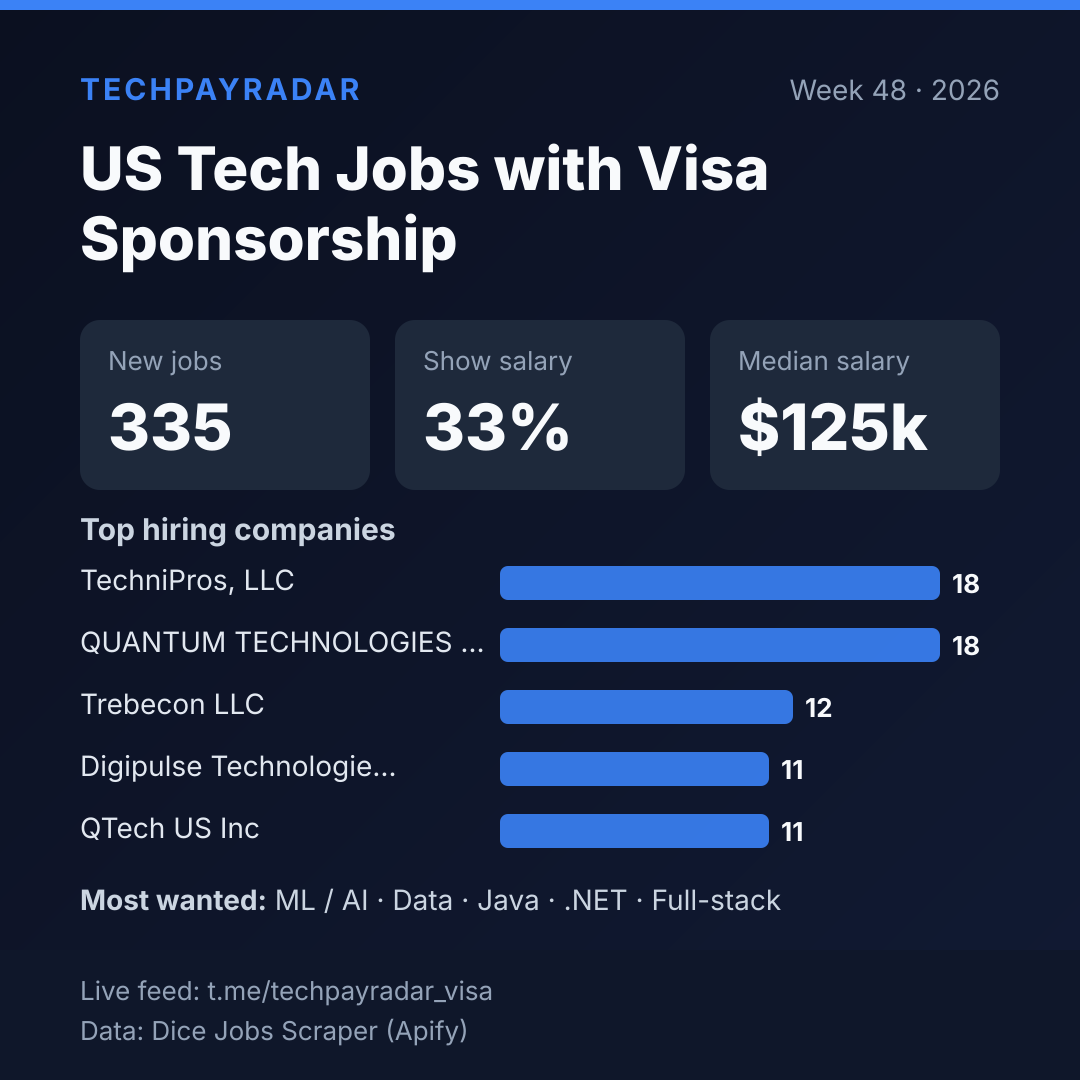 TECHPAYRADAR
Week 48 · 2026
US Tech Jobs with Visa
Sponsorship
New jobs
335
Show salary
33%
Median salary
$125k
Top hiring companies
TechniPros, LLC
18
QUANTUM TECHNOLOGIES ...
18
Trebecon LLC
12
Digipulse Technologie...
11
QTech US Inc
11
Most wanted: ML / AI · Data · Java · .NET · Full-stack
Live feed: t.me/techpayradar_visa
Data: Dice Jobs Scraper (Apify)